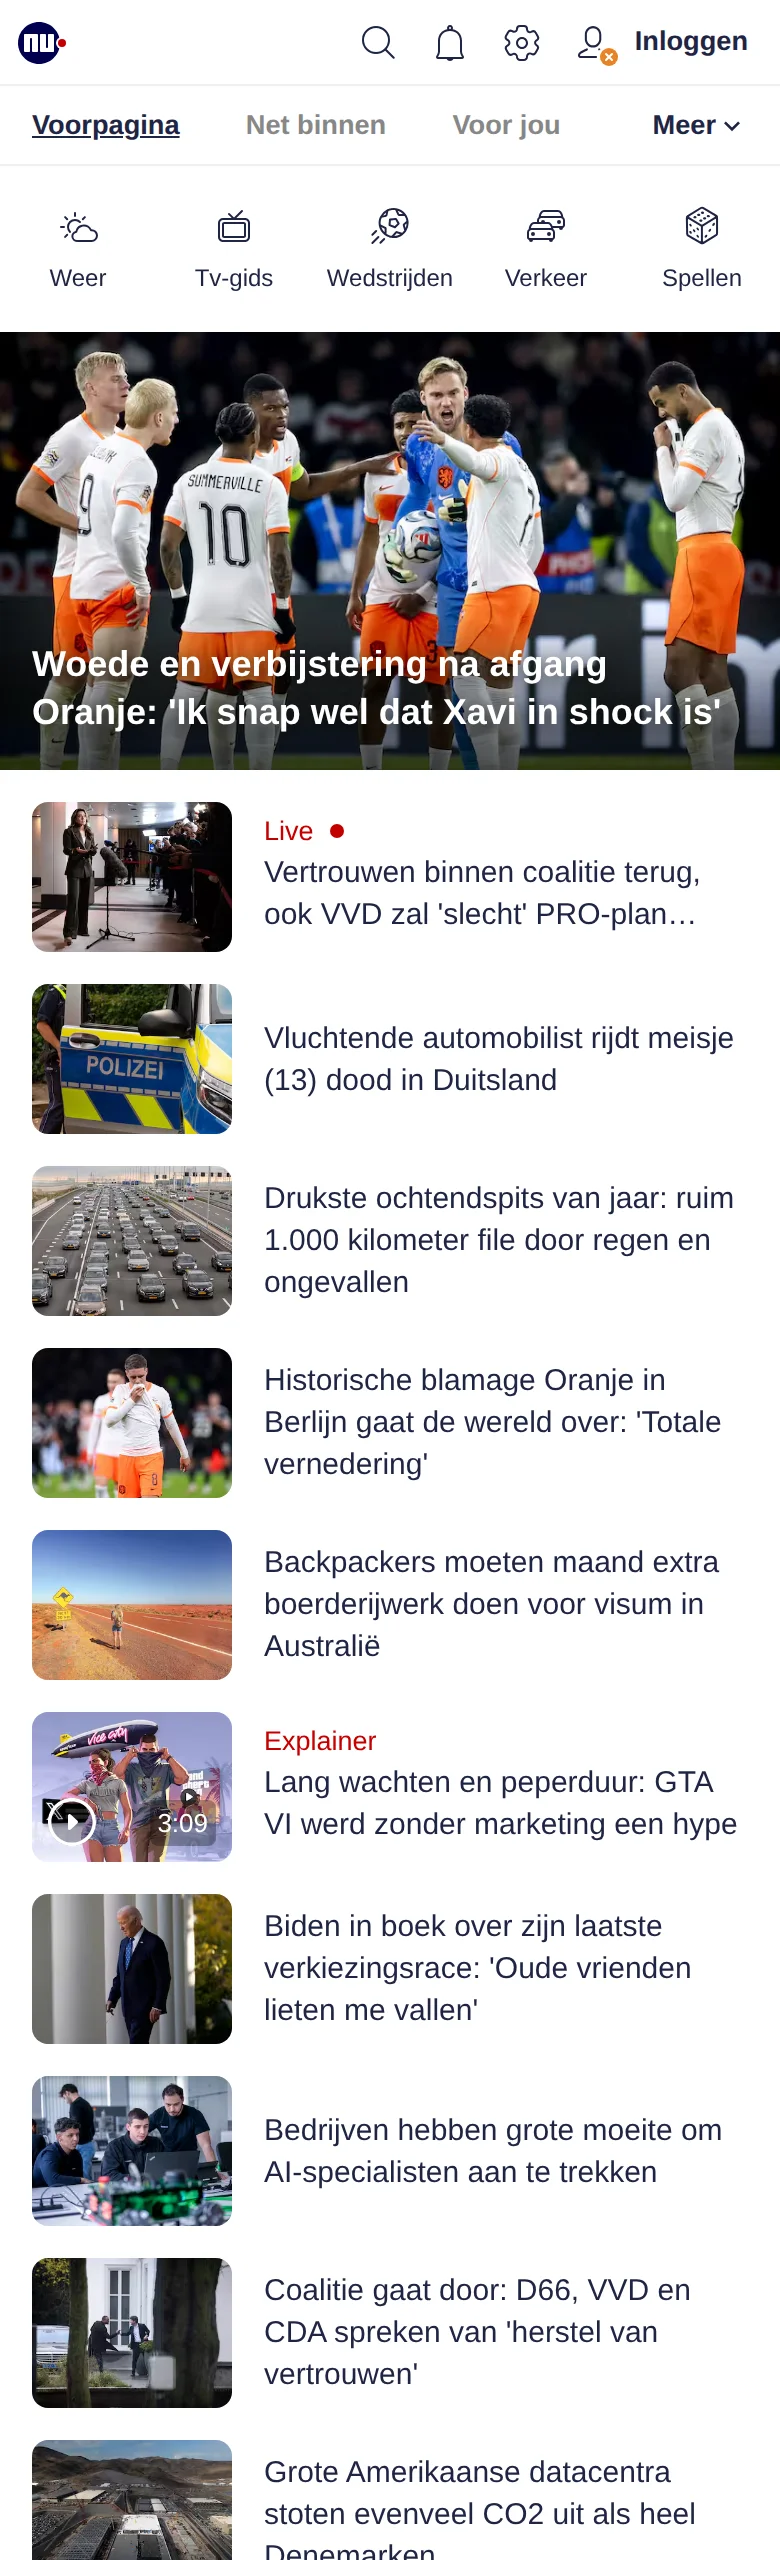 nu
Inloggen
Voorpagina
Net binnen
Voor jou
Meer
Weer
Tv-gids
Wedstrijden
Verkeer
Spellen
9
SUMMERVILLE
10
7
3
Woede en verbijstering na afgang
Oranje: 'Ik snap wel dat Xavi in shock is'
Live
Vertrouwen binnen coalitie terug,
ook VVD zal 'slecht' PRO-plan…
POLIZEI
Vluchtende automobilist rijdt meisje
(13) dood in Duitsland
Drukste ochtendspits van jaar: ruim
1.000 kilometer file door regen en
ongevallen
8
Historische blamage Oranje in
Berlijn gaat de wereld over: 'Totale
vernedering'
Backpackers moeten maand extra
boerderijwerk doen voor visum in
Australië
vice city
3:09
Explainer
Lang wachten en peperduur: GTA
VI werd zonder marketing een hype
Biden in boek over zijn laatste
verkiezingsrace: 'Oude vrienden
lieten me vallen'
Bedrijven hebben grote moeite om
AI-specialisten aan te trekken
Coalitie gaat door: D66, VVD en
CDA spreken van 'herstel van
vertrouwen'
Grote Amerikaanse datacentra
stoten evenveel CO2 uit als heel
Denemarken